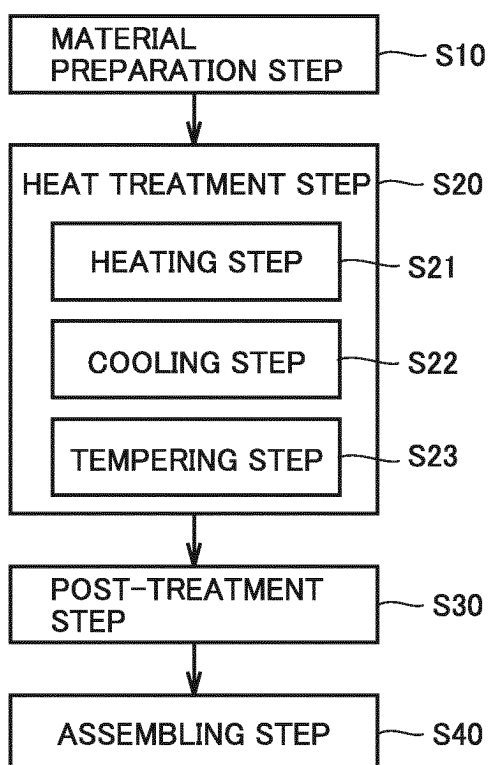 MATERIAL
PREPARATION STEP
S10
HEAT TREATMENT STEP
S20
HEATING STEP
S21
COOLING STEP
S22
TEMPERING STEP
S23
POST-TREATMENT
STEP
S30
ASSEMBLING STEP
S40